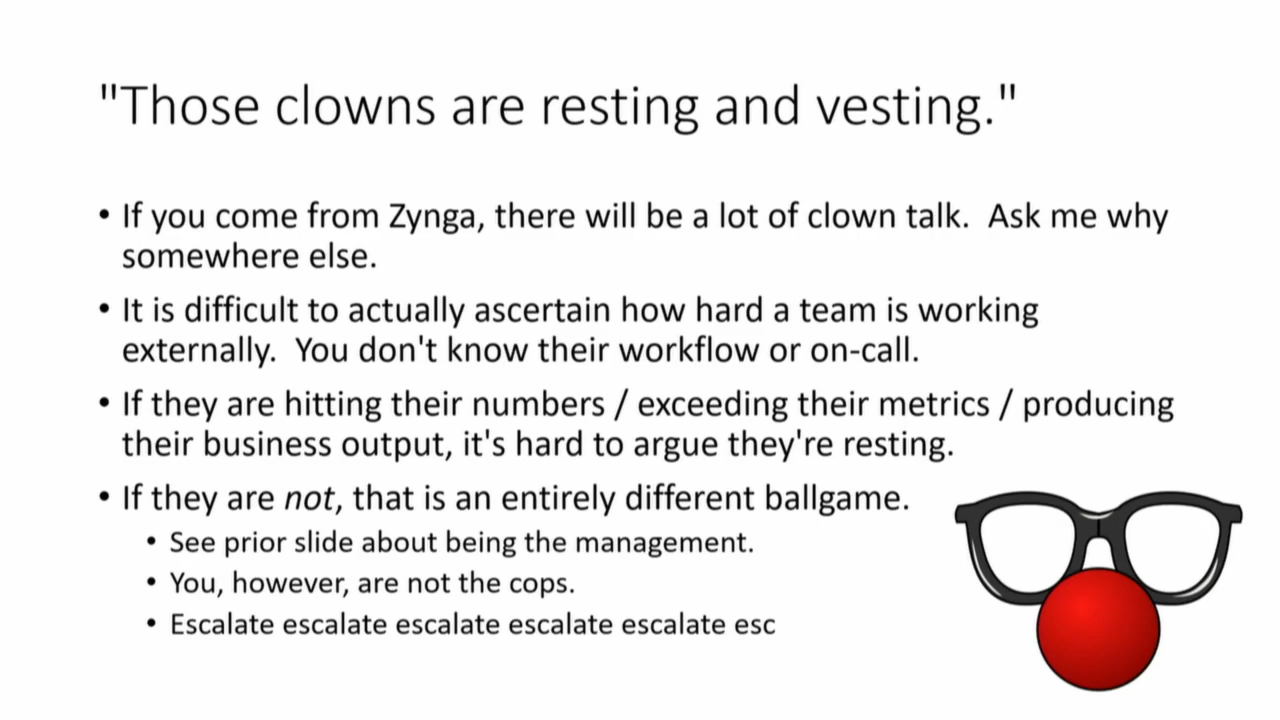 "Those clowns are resting and vesting."
• If you come from Zynga, there will be a lot of clown talk.  Ask me why
somewhere else.
• It is difficult to actually ascertain how hard a team is working
externally.  You don't know their workflow or on-call.
• If they are hitting their numbers / exceeding their metrics / producing
their business output, it's hard to argue they're resting.
• If they are not, that is an entirely different ballgame.
• See prior slide about being the management.
• You, however, are not the cops.
• Escalate escalate escalate escalate escalate esc